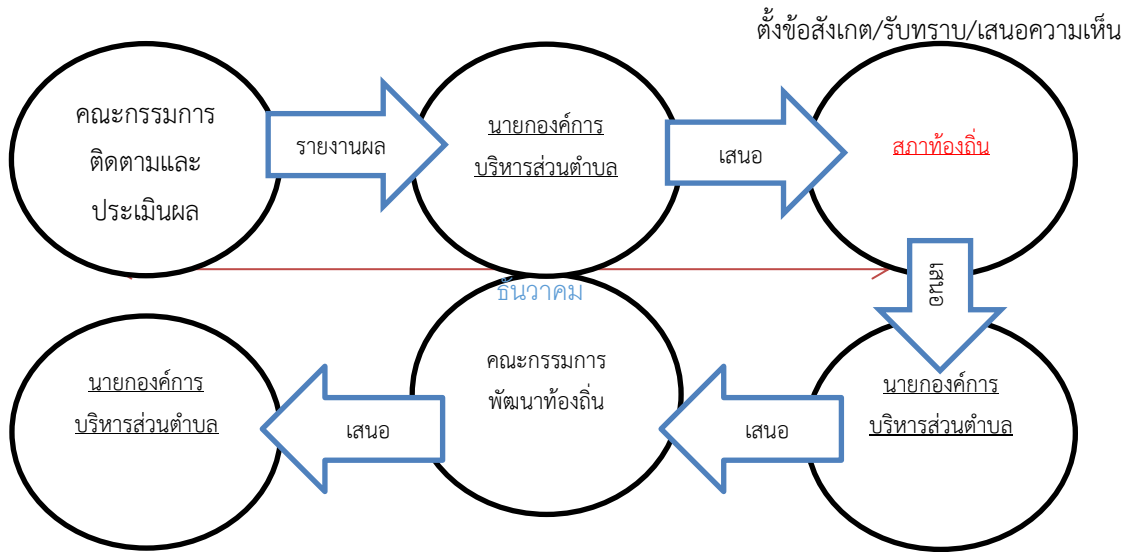 ตั้งข้อสังเกต/รับทราบ/เสนอความเห็น
คณะกรรมการ
ติดตามและ
ประเมินผล
รายงานผล
นายกองค์การ
บริหารส่วนตำบล
เสนอ
สภาท้องถิ่น
ธันวาคม
เสนอ
นายกองค์การ
บริหารส่วนตำบล
เสนอ
คณะกรรมการ
พัฒนาท้องถิ่น
เสนอ
นายกองค์การ
บริหารส่วนตำบล